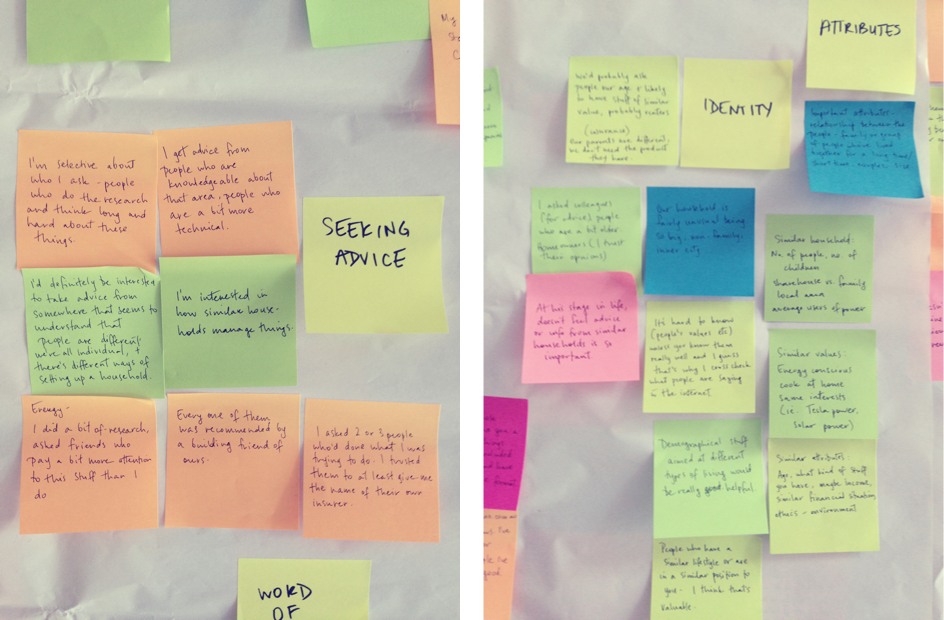 My
C
I'm selective about
who I ask - people
who do the research
and think long and
hard about these
things.
I get advice from
people who are
knowledgeable about
that area, people who
are a bit more
technical.
SEEKING
ADVICE
I'd definitely be interested
to take advice from
somewhere that seems to
understand that
people are different
we're all individual, +
there's different ways of
setting up a household.
I'm interested in
how similar house-
holds manage things.
Energy -
I did a bit of research,
asked friends who
pay a bit more attention
to this stuff than I
do
Every one of them
was recommended by
a building friend of
ours.
I asked 2 or 3 people
who'd done what I was
trying to do. I trusted
them to at least give me
the name of their own
insurer.
WORD
OF
ATTRIBUTES
We'd probably ask
people our age or likely
to have stuff of similar
value, probably renters
(insurance)
Our parents are different,
we don't need the product
they have.
IDENTITY
Important attributes -
relationship between the
people - family or group
of people who've lived
together for a long time /
short time - couples,
I asked colleagues
(for advice), people
who are a bit older
homeowners (I trust
their opinions)
Our household is
fairly unusual being
so big, one family,
inner city
Similar household:
No. of people, no. of
children
sharehouse vs. family
local area
average users of power
At this stage in life,
doesn't feel advice
or info from similar
households is so
important
It's hard to know
(people's values etc)
unless you know them
really well and I guess
that's why I cross check
what people are saying
to the internet
Similar values:
Energy conscious
cook at home
same interests
(ie. Tesla power,
solar power)
Demographical stuff
aimed at different
types of living would
be really good helpful.
Similar attributes:
Age, what kind of stuff
you have, maybe income,
similar financial situation,
ethics - environment
People who have a
similar lifestyle or are
in a similar position to
you - I think that's
valuable.